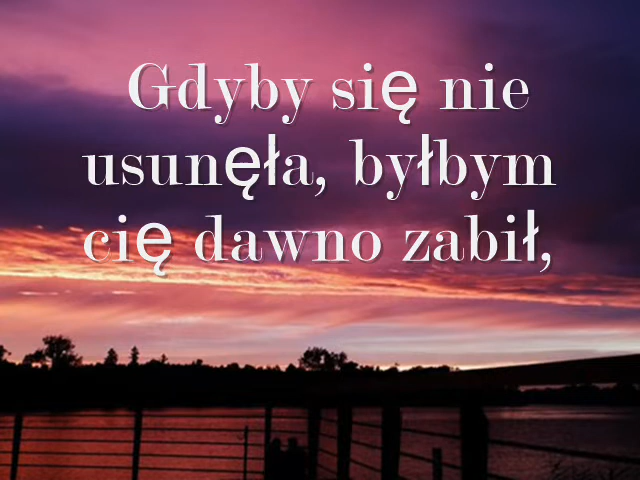 Gdyby się nie
usunęła, byłbym
cię dawno zabił,